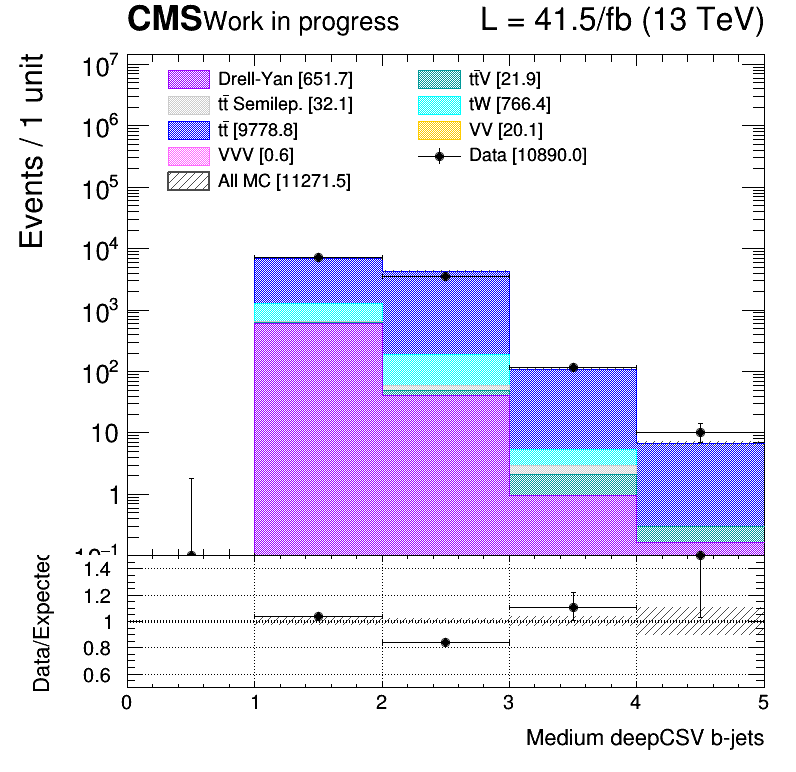 CMS Work in progress L = 41.5/fb (13 TeV)
Events / 1 unit
10⁷
10⁶
10⁵
10⁴
10³
10²
10
1
10⁻¹
Drell-Yan [651.7]
tt̄ Semilep. [32.1]
tt̄ [9778.8]
VVV [0.6]
All MC [11271.5]
tt̄V [21.9]
tW [766.4]
VV [20.1]
Data [10890.0]
Data/Expected
1.4
1.2
1
0.8
0.6
0 1 2 3 4 5
Medium deepCSV b-jets